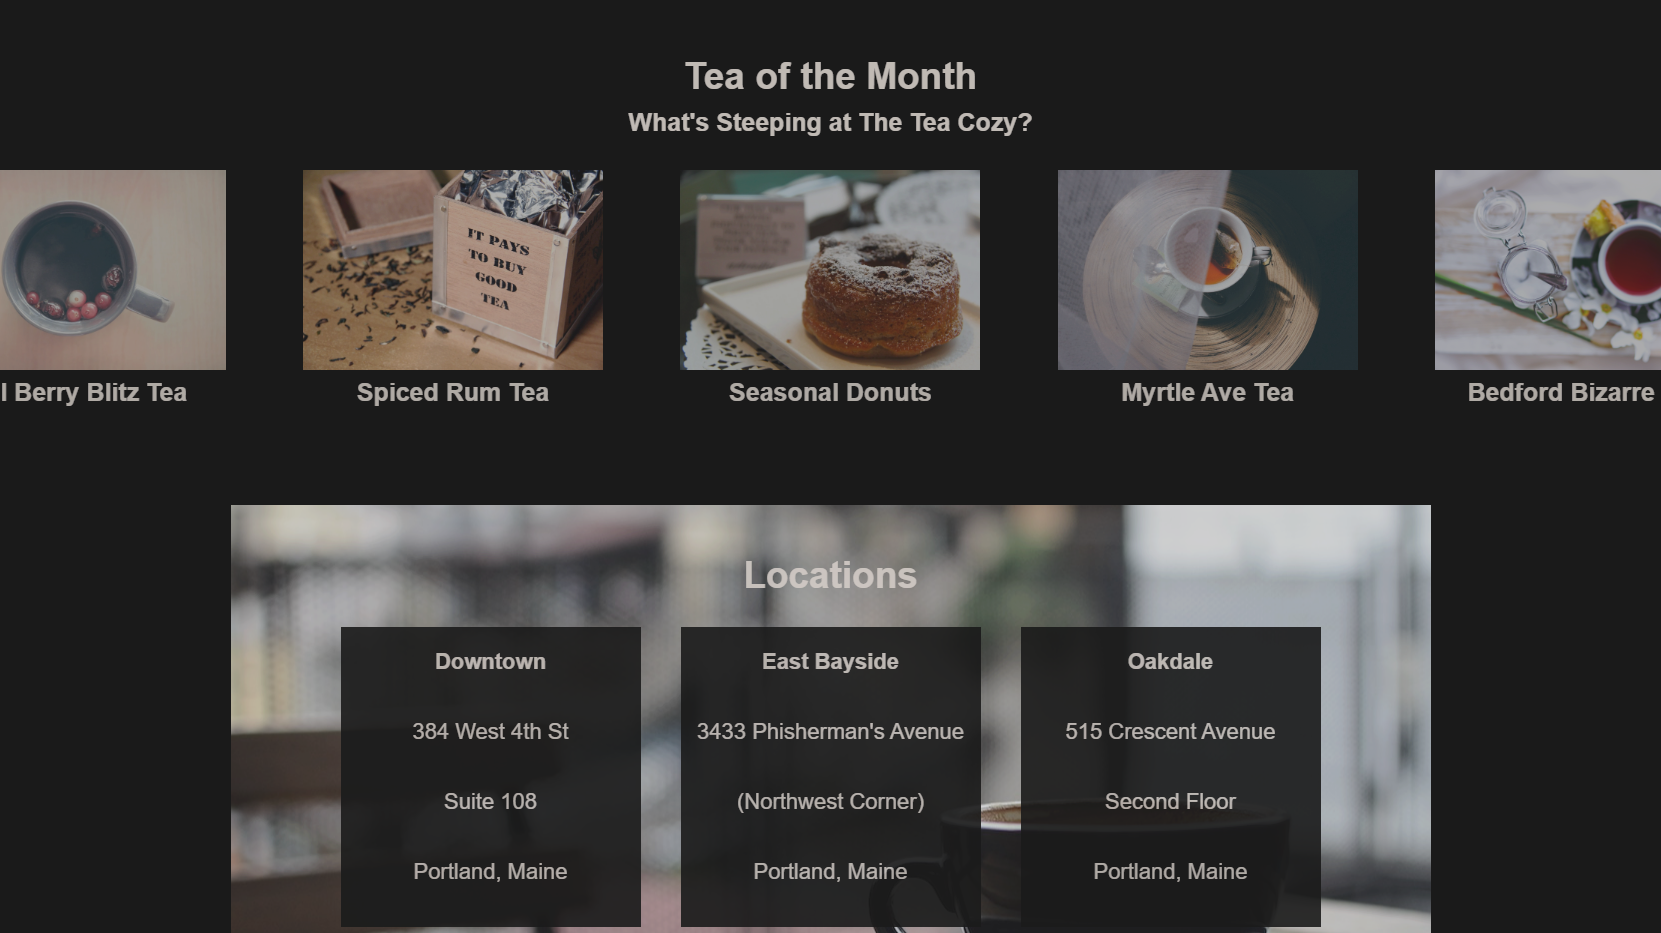 Tea of the Month
What's Steeping at The Tea Cozy?
IT PAYS
TO BUY
GOOD
TEA
l Berry Blitz Tea
Spiced Rum Tea
Seasonal Donuts
Myrtle Ave Tea
Bedford Bizarre
Locations
Downtown
384 West 4th St
Suite 108
Portland, Maine
East Bayside
3433 Phisherman's Avenue
(Northwest Corner)
Portland, Maine
Oakdale
515 Crescent Avenue
Second Floor
Portland, Maine